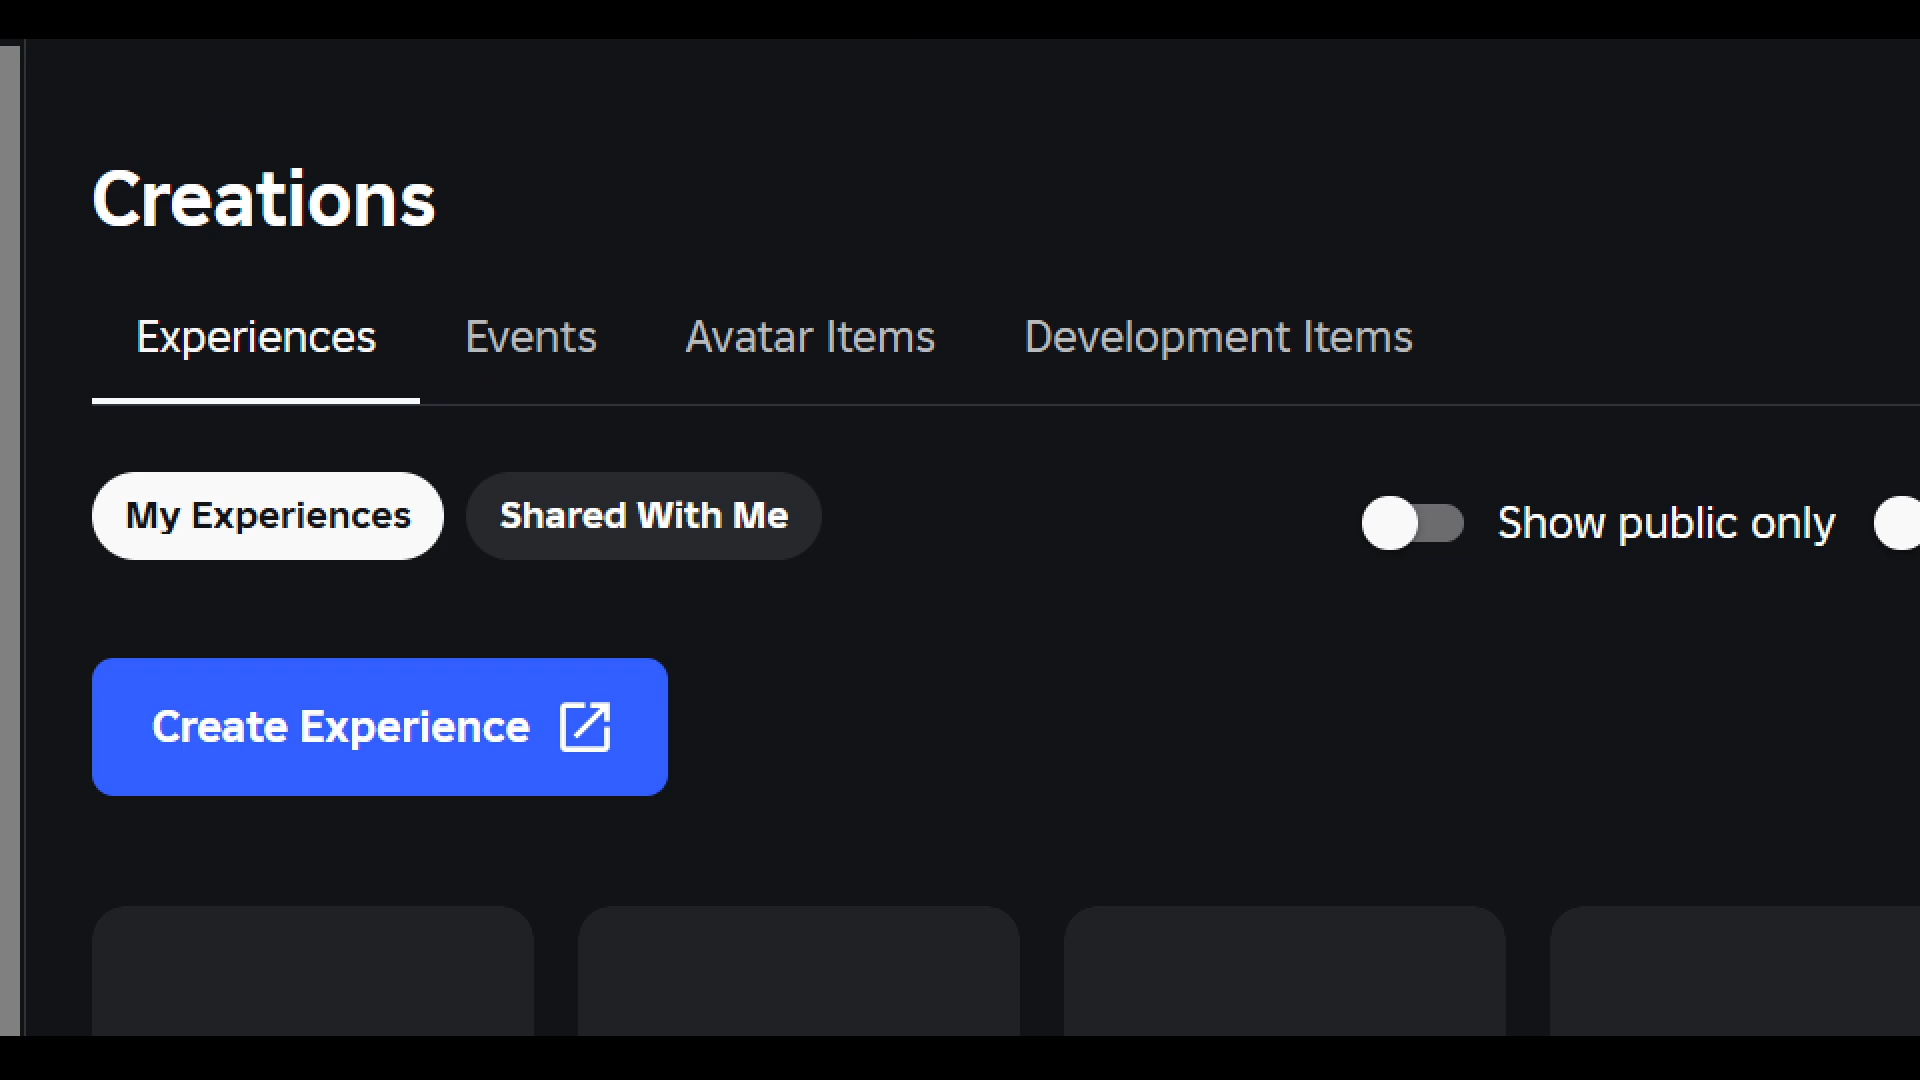 Creations
Experiences Events Avatar Items Development Items
My Experiences Shared With Me Show public only
Create Experience